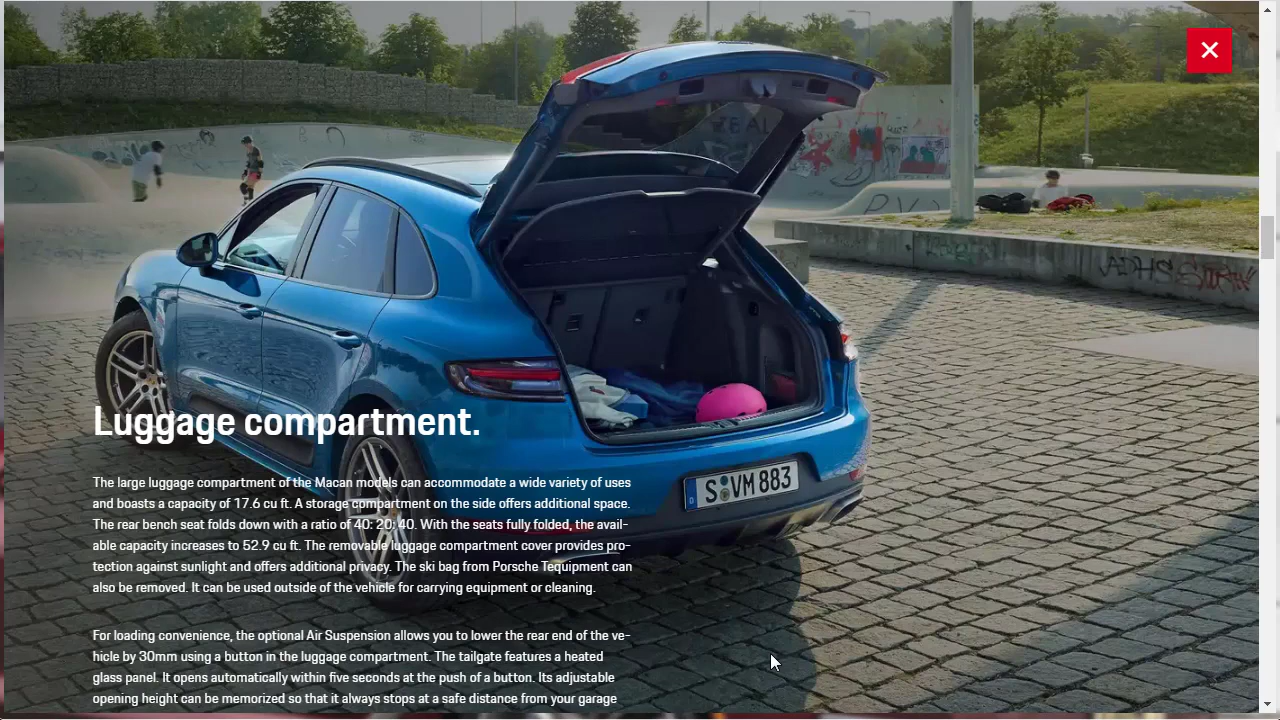 REAL
ADHS
S:VM 883
Luggage compartment.
The large luggage compartment of the Macan models can accommodate a wide variety of uses
and boasts a capacity of 17.6 cu ft. A storage compartment on the side offers additional space.
The rear bench seat folds down with a ratio of 40: 20: 40. With the seats fully folded, the avail-
able capacity increases to 52.9 cu ft. The removable luggage compartment cover provides pro-
tection against sunlight and offers additional privacy. The ski bag from Porsche Tequipment can
also be removed. It can be used outside of the vehicle for carrying equipment or cleaning.
For loading convenience, the optional Air Suspension allows you to lower the rear end of the ve-
hicle by 30mm using a button in the luggage compartment. The tailgate features a heated
glass panel. It opens automatically within five seconds at the push of a button. Its adjustable
opening height can be memorized so that it always stops at a safe distance from your garage